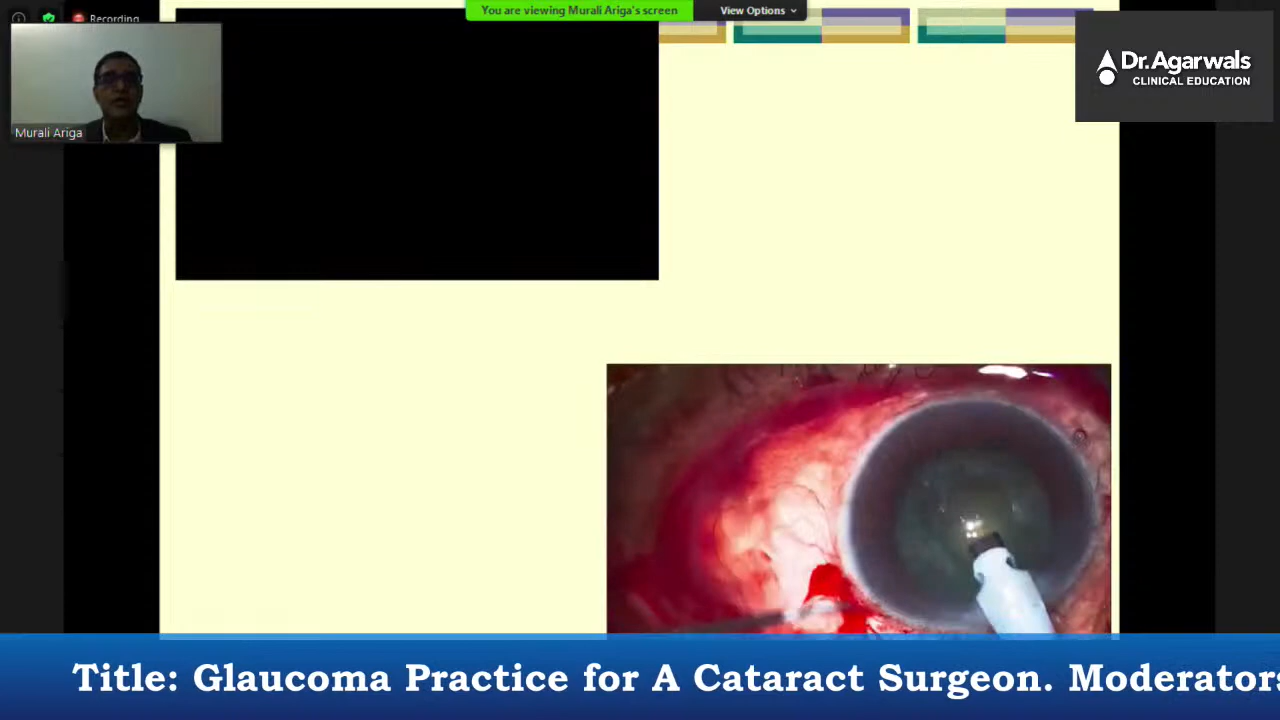 Recording
You are viewing Murali Ariga's screen
View Options
Murali Ariga
Dr.Agarwals
CLINICAL EDUCATION
Title: Glaucoma Practice for A Cataract Surgeon. Moderators